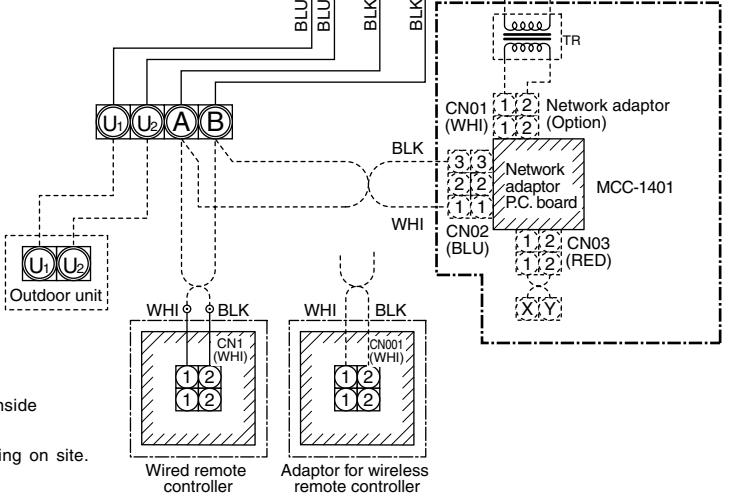 BLU
BLU
BLK
BLK
TR
CN01
(WHI)
1 2
1 2
Network adaptor
(Option)
U1 U2 A B
BLK
3 3
2 2
1 1
Network
adaptor
P.C. board
MCC-1401
WHI
CN02
(BLU)
1 2
1 2
CN03
(RED)
X Y
U1 U2
Outdoor unit
WHI BLK
CN1
(WHI)
1 2
1 2
Wired remote
controller
WHI BLK
CN001
(WHI)
1 2
1 2
Adaptor for wireless
remote controller
nside
ing on site.